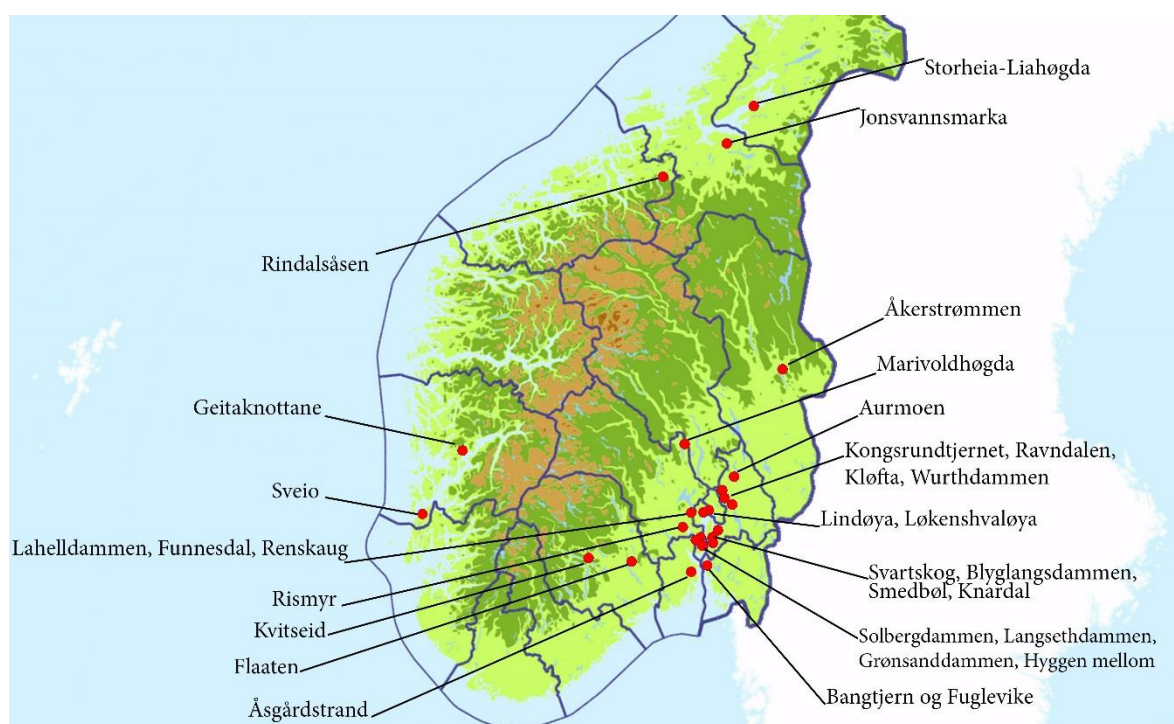 Storheia-Liahøgda
Jonsvannsmarka
Rindalsåsen
Åkerstrømmen
Marivoldhøgda
Geitaknottane
Aurmoen
Kongsrundtjernet, Ravndalen,
Kløfta, Wurthdammen
Sveio
Lindøya, Løkenshvaløya
Lahelldammen, Funnesdal, Renskaug
Svartskog, Blyglangsdammen,
Smedbøl, Knardal
Rismyr
Kvitseid
Solbergdammen, Langsethdammen,
Grønsanddammen, Hyggen mellom
Flaaten
Bangtjern og Fuglevike
Åsgårdstrand